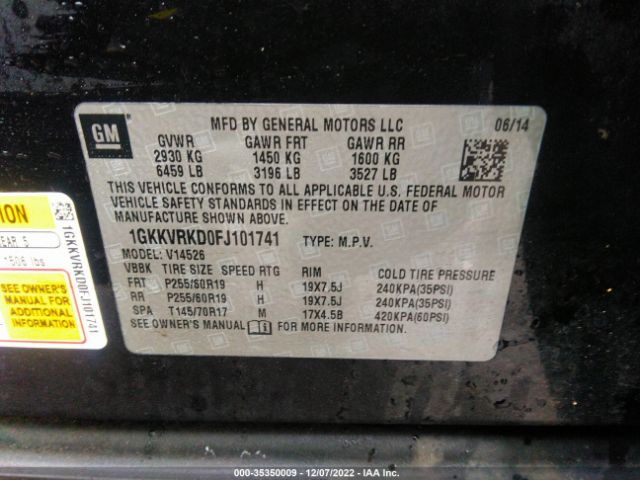 GM
MFD BY GENERAL MOTORS LLC 06/14
GVWR GAWR FRT GAWR RR
2930 KG 1450 KG 1600 KG
6459 LB 3196 LB 3527 LB
THIS VEHICLE CONFORMS TO ALL APPLICABLE U.S. FEDERAL MOTOR
VEHICLE SAFETY STANDARDS IN EFFECT ON THE DATE OF
MANUFACTURE SHOWN ABOVE.
1GKKVRKD0FJ101741 TYPE: M.P.V.
MODEL: V14526
VBBK TIRE SIZE SPEED RTG RIM COLD TIRE PRESSURE
FRT P255/60R19 H 19X7.5J 240KPA(35PSI)
RR P255/60R19 H 19X7.5J 240KPA(35PSI)
SPA T145/70R17 M 17X4.5B 420KPA(60PSI)
SEE OWNER'S MANUAL FOR MORE INFORMATION.
ION
EAR 5
1506 lbs
SEE OWNER'S
MANUAL FOR
ADDITIONAL
INFORMATION
1GKKVRKD0FJ101741
000-35350009 - 12/07/2022 - IAA Inc.